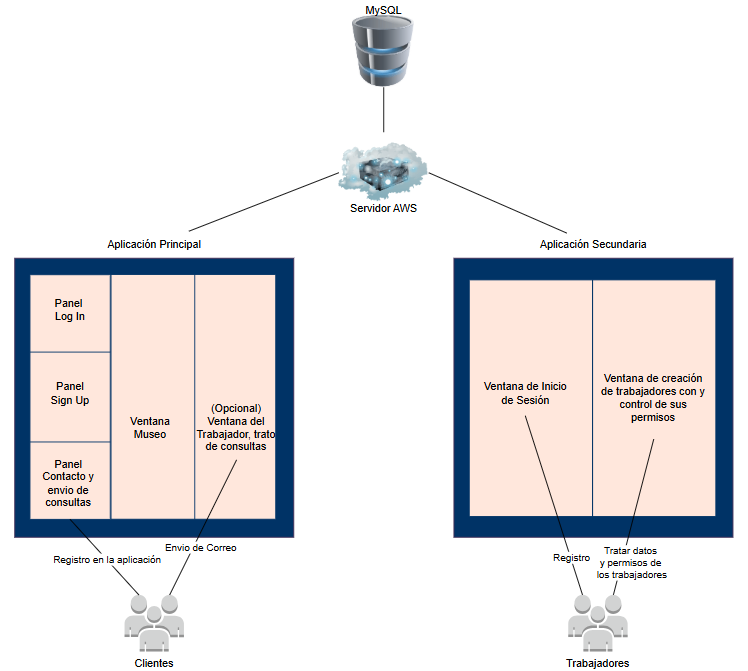 MySQL
Servidor AWS
Aplicación Principal
Panel
Log In
Panel
Sign Up
Panel
Contacto y
envio de
consultas
Ventana
Museo
(Opcional)
Ventana del
Trabajador, trato
de consultas
Registro en la aplicación
Envio de Correo
Clientes
Aplicación Secundaria
Ventana de Inicio
de Sesión
Ventana de creación
de trabajadores con y
control de sus
permisos
Registro
Tratar datos
y permisos de
los trabajadores
Trabajadores